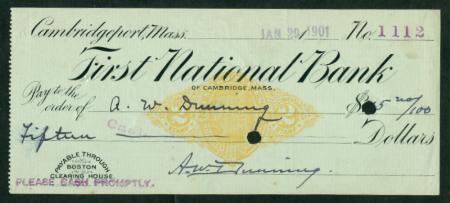 Cambridgeport, Mass. JAN 29 1901 No. 1112
First National Bank
OF CAMBRIDGE, MASS.
Pay to the
order of A. W. Dunning $ 15 no/100
Fifteen Dollars
PAYABLE THROUGH
BOSTON
CLEARING HOUSE
A. W. Dunning
PLEASE CASH PROMPTLY.